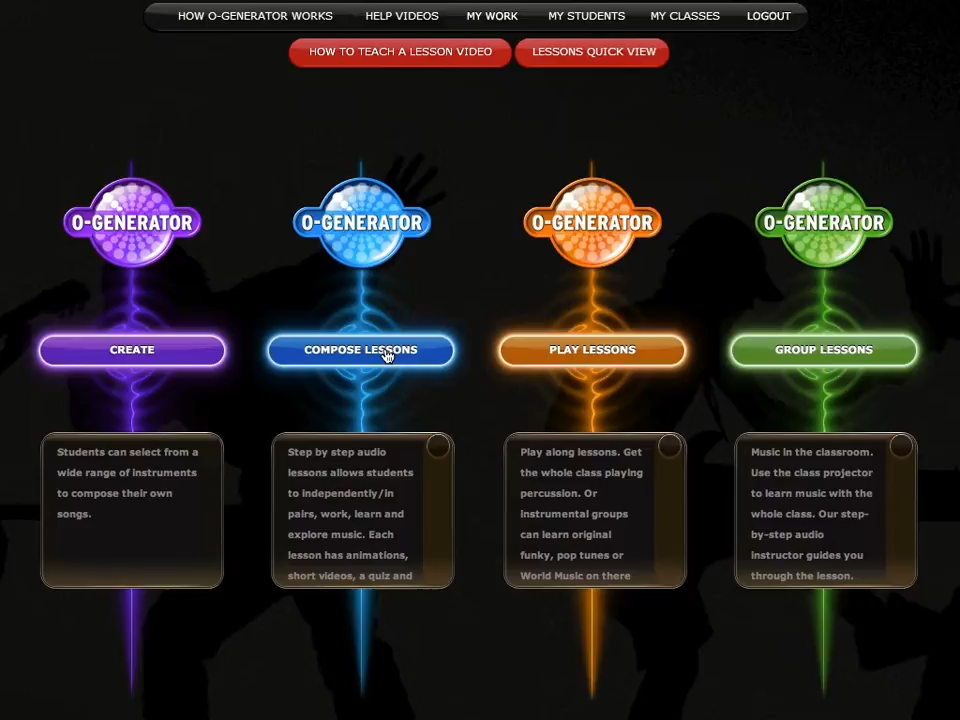 HOW O-GENERATOR WORKS HELP VIDEOS MY WORK MY STUDENTS MY CLASSES LOGOUT
HOW TO TEACH A LESSON VIDEO LESSONS QUICK VIEW
O-GENERATOR O-GENERATOR O-GENERATOR O-GENERATOR
CREATE COMPOSE LESSONS PLAY LESSONS GROUP LESSONS
Students can select from a
wide range of instruments
to compose their own
songs.
Step by step audio
lessons allows students
to independently/in
pairs, work, learn and
explore music. Each
lesson has animations,
short videos, a quiz and
Play along lessons. Get
the whole class playing
percussion. Or
instrumental groups
can learn original
funky, pop tunes or
World Music on there
Music in the classroom.
Use the class projector
to learn music with the
whole class. Our step-
by-step audio
instructor guides you
through the lesson.